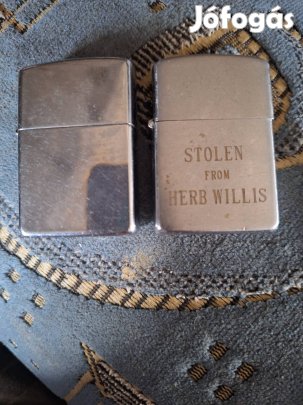 Jófogás
STOLEN
FROM
HERB WILLIS